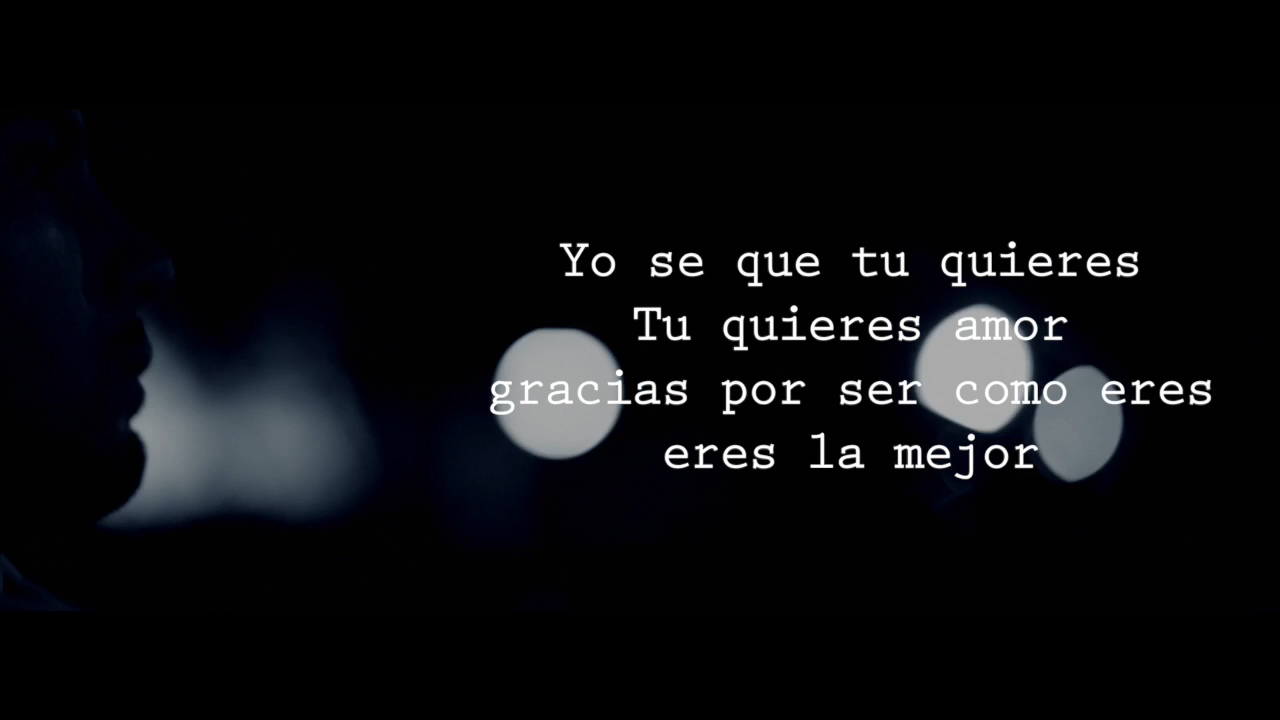 Yo se que tu quieres
Tu quieres amor
gracias por ser como eres
eres la mejor